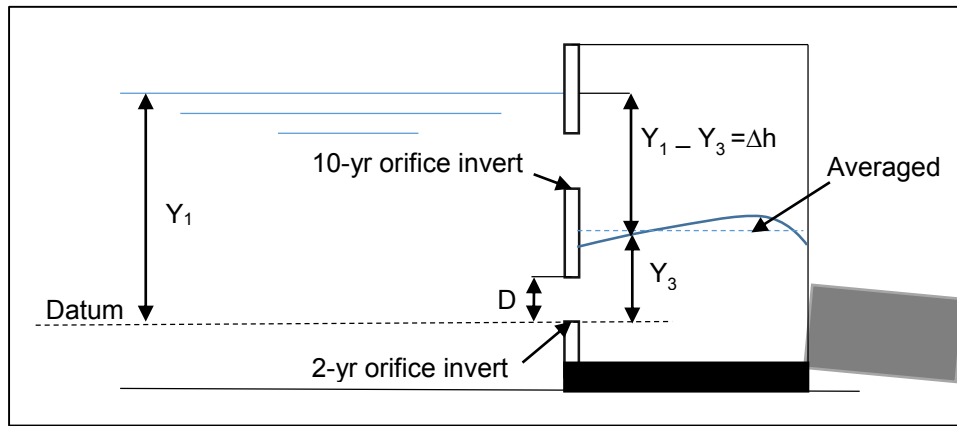 Y₁ – Y₃ =Δh
10-yr orifice invert
Averaged
Y₁
Y₃
D
Datum
2-yr orifice invert